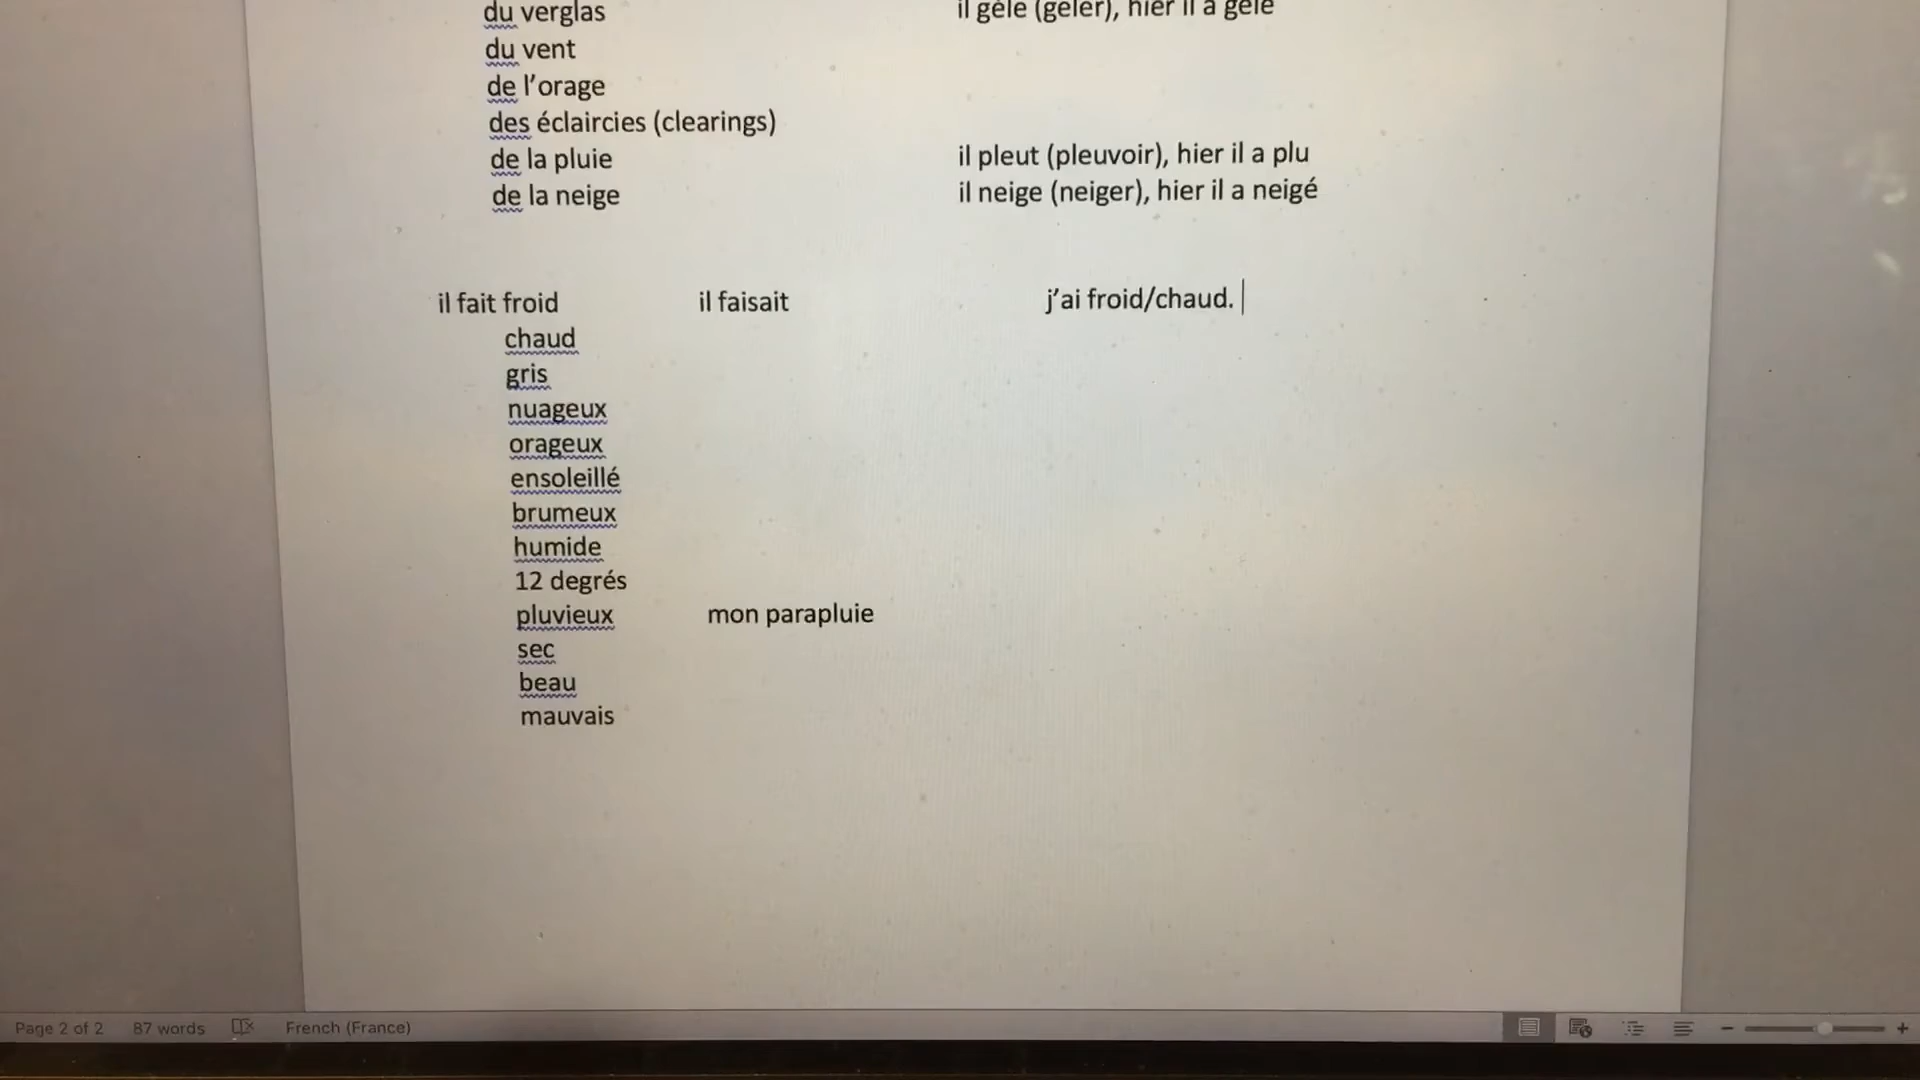 du verglas il gèle (geler), hier il a gelé
du vent
de l'orage
des éclaircies (clearings)
de la pluie il pleut (pleuvoir), hier il a plu
de la neige il neige (neiger), hier il a neigé
il fait froid il faisait j'ai froid/chaud.
chaud
gris
nuageux
orageux
ensoleillé
brumeux
humide
12 degrés
pluvieux mon parapluie
sec
beau
mauvais
Page 2 of 2 87 words French (France)